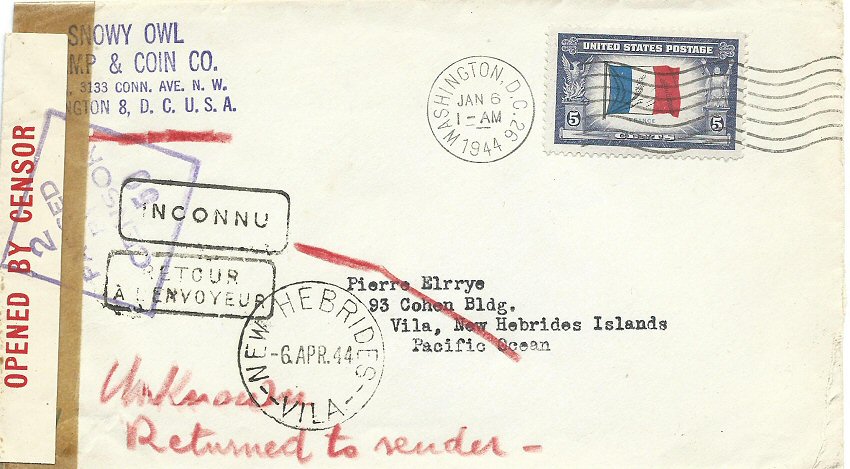 SNOWY OWL
MP & COIN CO.
3133 CONN. AVE. N. W.
NGTON 8, D. C. U. S. A.
OPENED BY CENSOR
WASHINGTON, D.C. 26
JAN 6
1-AM
1944
UNITED STATES POSTAGE
FRANCE
5¢ 5¢
INCONNU
RETOUR
À L'ENVOYEUR
Pierre Elrrye
93 Cohen Bldg.
Vila, New Hebrides Islands
Pacific Ocean
NEW HEBRIDES
-6.APR.44
-VILA-
Unknown
Returned to sender -